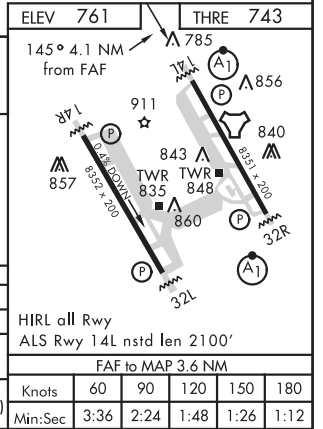 ELEV 761
THRE 743
145° 4.1 NM
from FAF
785
14L
A1
856
P
14R
911
P
840
843
8351 × 200
857
0.4% DOWN
8352 × 200
TWR
835
TWR
848
860
P
32R
P
A1
32L
HIRL all Rwy
ALS Rwy 14L nstd len 2100'
FAF to MAP 3.6 NM
Knots 60 90 120 150 180
Min:Sec 3:36 2:24 1:48 1:26 1:12
)